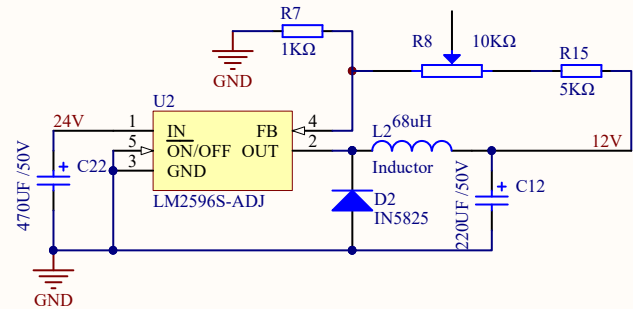 R7
1KΩ
GND
R8
10KΩ
R15
5KΩ
U2
24V
1
IN
FB
4
5
ON/OFF
OUT
2
3
GND
LM2596S-ADJ
C22
470UF /50V
L2
68uH
Inductor
12V
D2
IN5825
C12
220UF /50V
GND